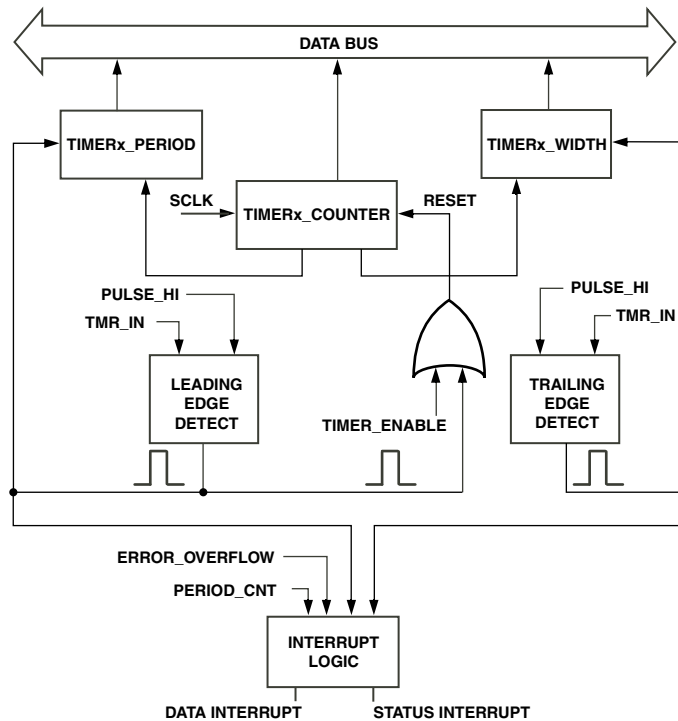 DATA BUS
TIMERx_PERIOD
TIMERx_WIDTH
SCLK
TIMERx_COUNTER
RESET
PULSE_HI
TMR_IN
PULSE_HI
TMR_IN
LEADING
EDGE
DETECT
TIMER_ENABLE
TRAILING
EDGE
DETECT
ERROR_OVERFLOW
PERIOD_CNT
INTERRUPT
LOGIC
DATA INTERRUPT
STATUS INTERRUPT